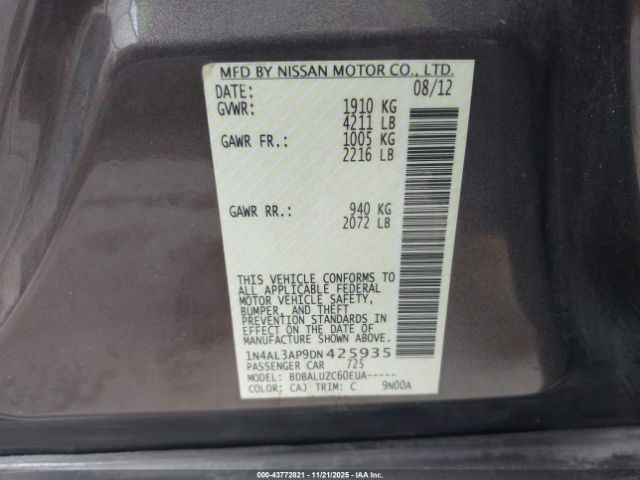 MFD BY NISSAN MOTOR CO., LTD.
DATE: 08/12
GVWR: 1910 KG
4211 LB
GAWR FR.: 1005 KG
2216 LB
GAWR RR.: 940 KG
2072 LB
THIS VEHICLE CONFORMS TO
ALL APPLICABLE FEDERAL
MOTOR VEHICLE SAFETY,
BUMPER, AND THEFT
PREVENTION STANDARDS IN
EFFECT ON THE DATE OF
MANUFACTURE SHOWN ABOVE.
1N4AL3AP9DN425935
PASSENGER CAR 725
MODEL: BDBALUZC60EUA-----
COLOR: CAJ TRIM: C 9N00A
000-43772821 - 11/21/2025 - IAA Inc.